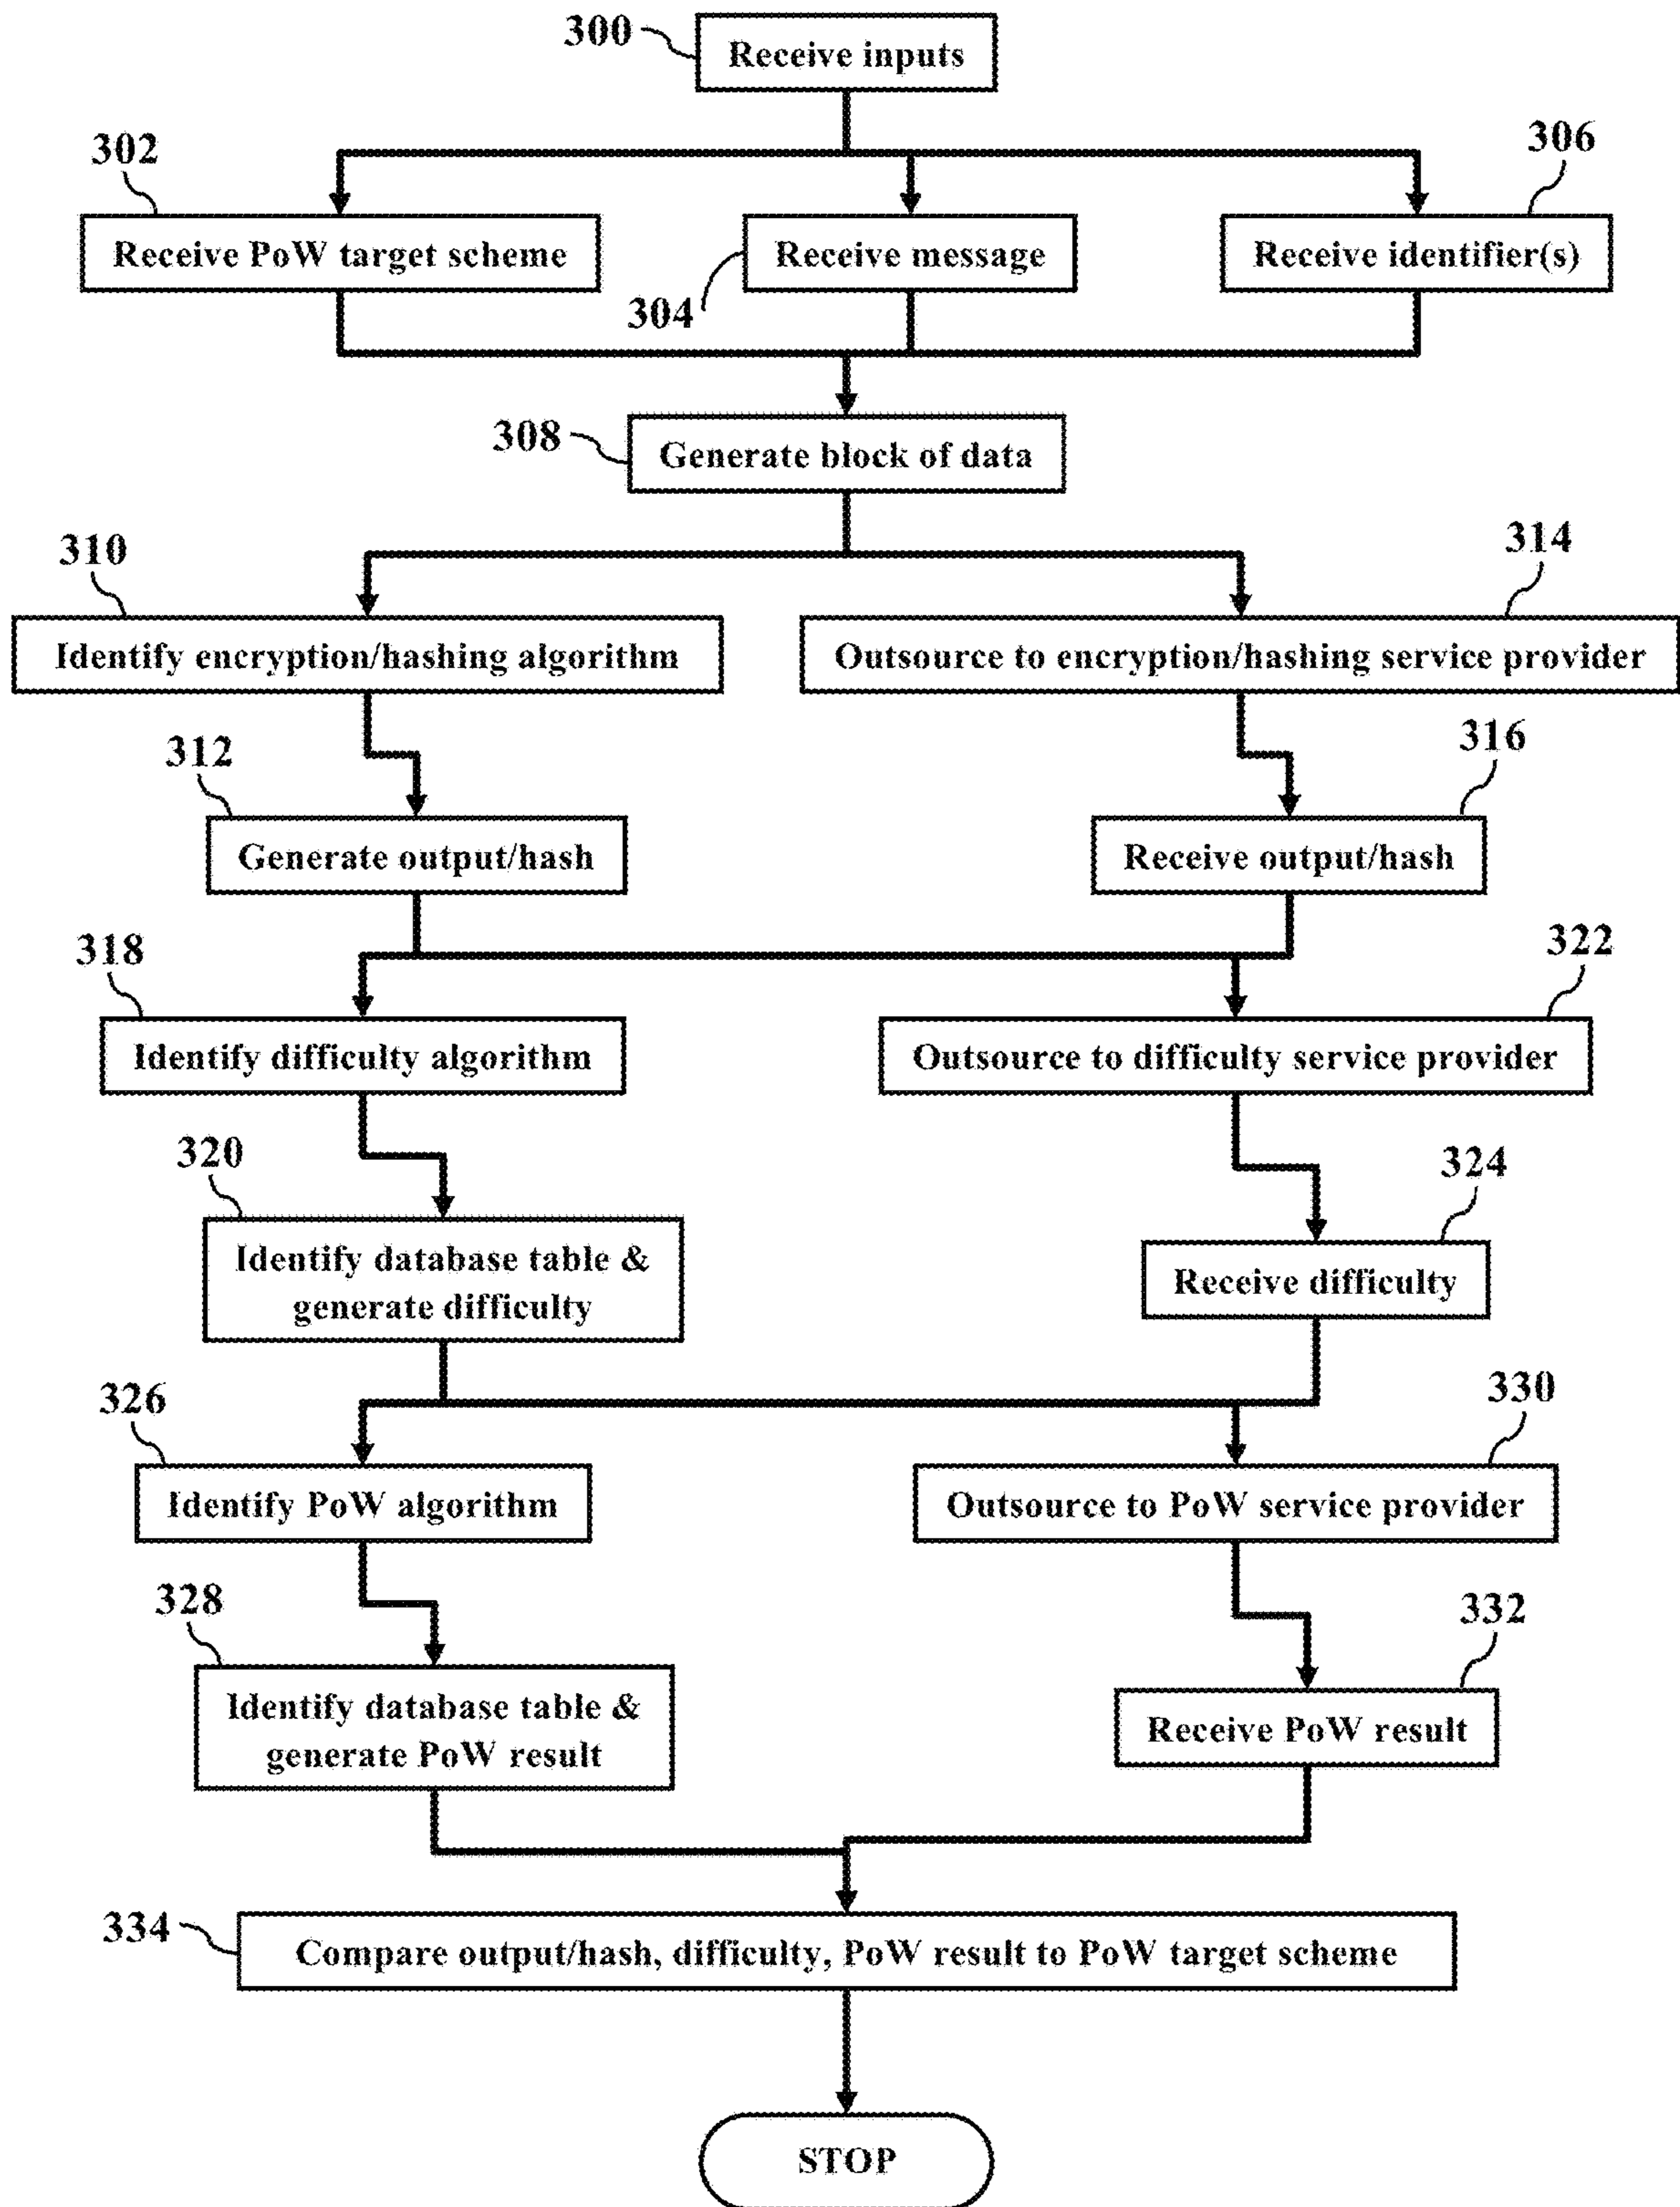 300
Receive inputs
302
306
Receive PoW target scheme
Receive message
Receive identifier(s)
304
308
Generate block of data
310
314
Identify encryption/hashing algorithm
Outsource to encryption/hashing service provider
312
316
Generate output/hash
Receive output/hash
318
322
Identify difficulty algorithm
Outsource to difficulty service provider
320
324
Identify database table &
generate difficulty
Receive difficulty
326
330
Identify PoW algorithm
Outsource to PoW service provider
328
332
Identify database table &
generate PoW result
Receive PoW result
334
Compare output/hash, difficulty, PoW result to PoW target scheme
STOP